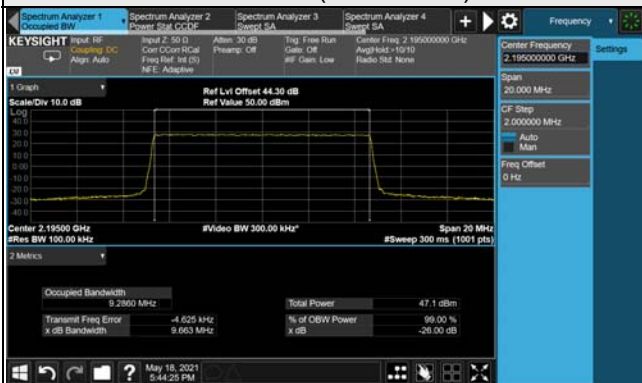 Spectrum Analyzer 1
Occupied BW
Spectrum Analyzer 2
Power Stat CCDF
Spectrum Analyzer 3
Swept SA
Spectrum Analyzer 4
Swept SA
Frequency
KEYSIGHT
Input: RF
Coupling: DC
Align: Auto
Input Z: 50 Ω
Corr CCorr RCal
Freq Ref: Int (S)
NFE: Adaptive
Atten: 30 dB
Preamp: Off
Trig: Free Run
Gate: Off
#IF Gain: Low
Center Freq: 2.195000000 GHz
Avg|Hold:>10/10
Radio Std: None
Center Frequency
2.195000000 GHz
Settings
Span
20.000 MHz
CF Step
2.000000 MHz
Auto
Man
Freq Offset
0 Hz
1 Graph
Scale/Div 10.0 dB
Ref Lvl Offset 44.30 dB
Ref Value 50.00 dBm
Log
40.0
30.0
20.0
10.0
0.00
-10.0
-20.0
-30.0
-40.0
Center 2.19500 GHz
#Video BW 300.00 kHz*
Span 20 MHz
#Res BW 100.00 kHz
#Sweep 300 ms (1001 pts)
2 Metrics
Occupied Bandwidth
9.2860 MHz
Total Power
47.1 dBm
Transmit Freq Error
-4.625 kHz
% of OBW Power
99.00 %
x dB Bandwidth
9.663 MHz
x dB
-26.00 dB
May 18, 2021
5:44:25 PM